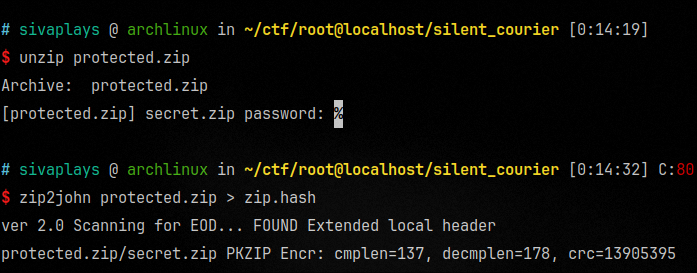 # sivaplays @ archlinux in ~/ctf/root@localhost/silent_courier [0:14:19]
$ unzip protected.zip
Archive:  protected.zip
[protected.zip] secret.zip password: %
# sivaplays @ archlinux in ~/ctf/root@localhost/silent_courier [0:14:32] C:80
$ zip2john protected.zip > zip.hash
ver 2.0 Scanning for EOD... FOUND Extended local header
protected.zip/secret.zip PKZIP Encr: cmplen=137, decmplen=178, crc=13905395